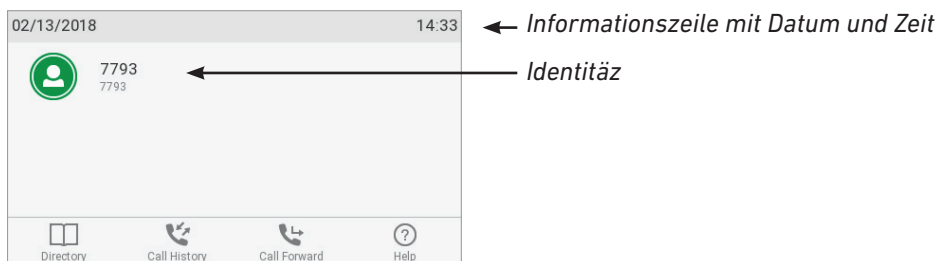 02/13/2018 14:33 Informationszeile mit Datum und Zeit
7793 Identitäz
7793
Directory Call History Call Forward Help